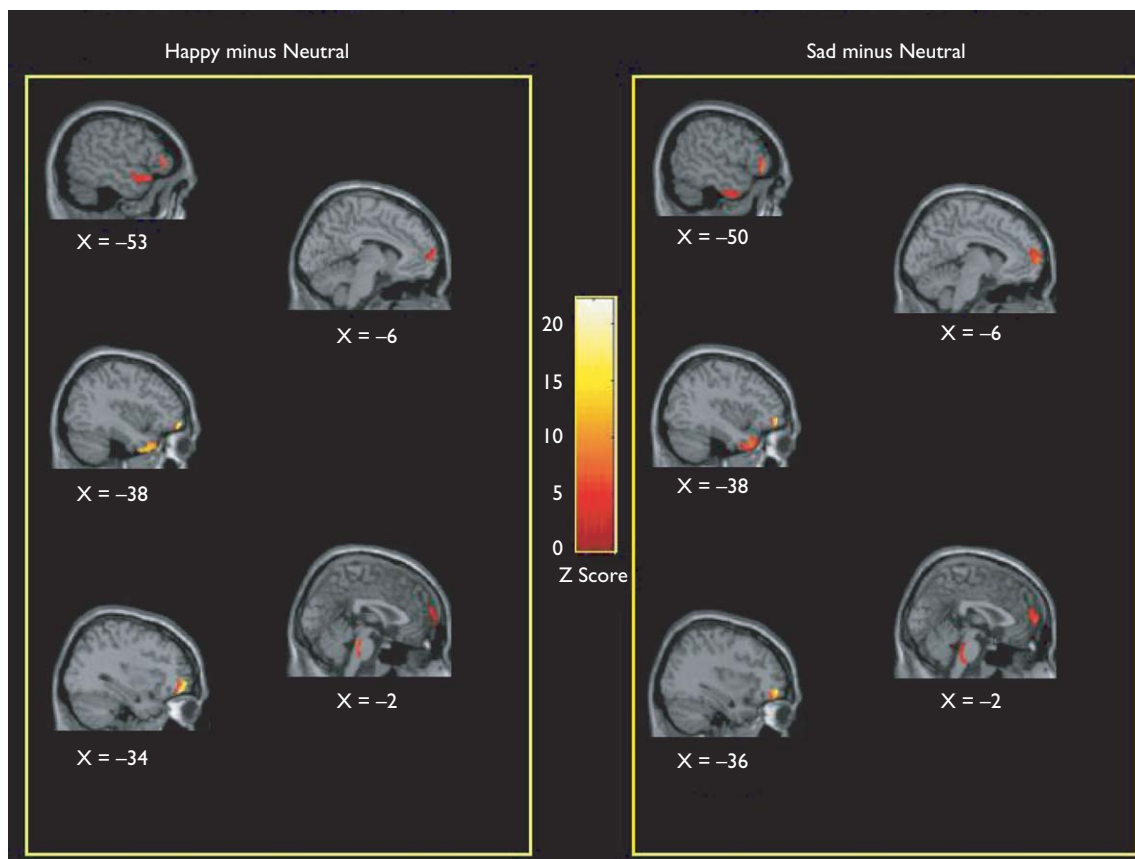 Happy minus Neutral
X = –53
X = –6
X = –38
X = –2
X = –34
20
15
10
5
0
Z Score
Sad minus Neutral
X = –50
X = –6
X = –38
X = –2
X = –36